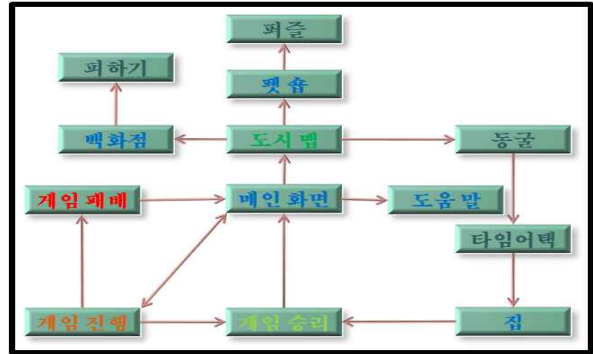 퍼즐
피하기
펫숍
백화점
도시 맵
동굴
게임 패배
메인 화면
도움 말
타임어택
게임 진행
게임 승리
집